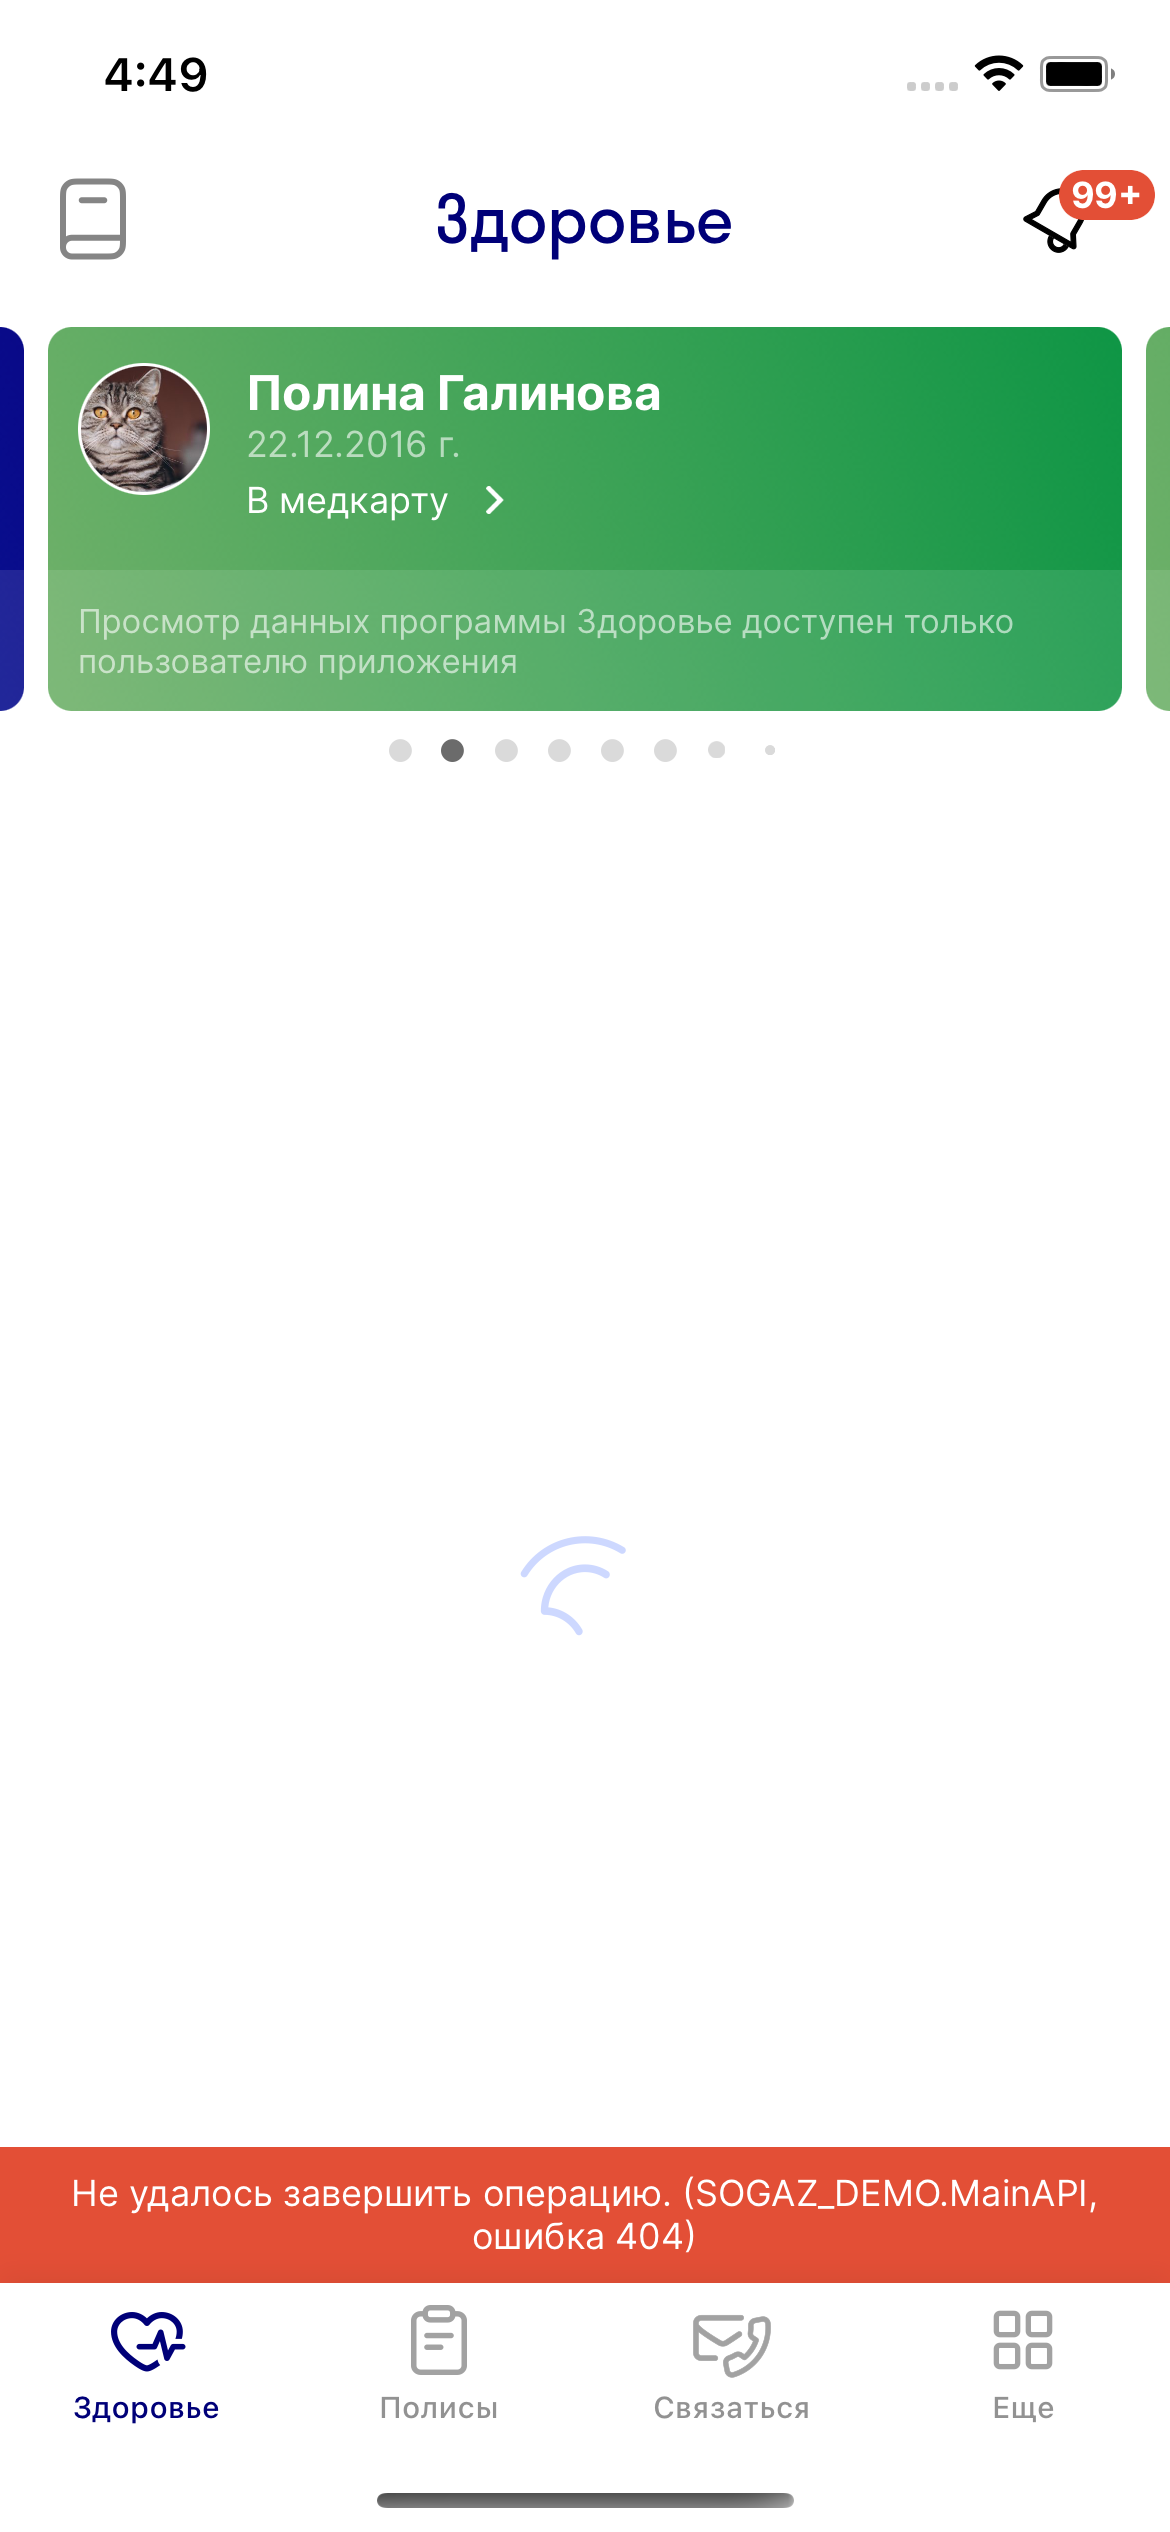 4:49
Здоровье
99+
Полина Галинова
22.12.2016 г.
В медкарту
Просмотр данных программы Здоровье доступен только
пользователю приложения
Не удалось завершить операцию. (SOGAZ_DEMO.MainAPI,
ошибка 404)
Здоровье
Полисы
Связаться
Еще